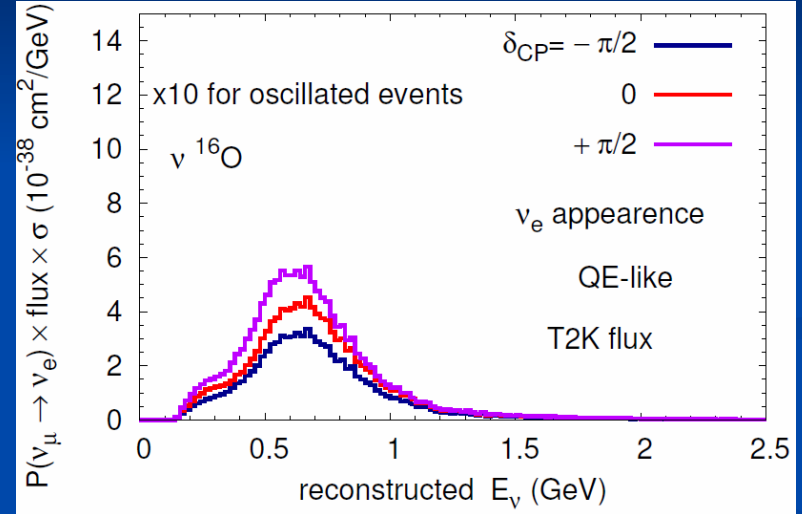 P(νμ → νe) × flux × σ (10⁻³⁸ cm²/GeV)
14
12
10
8
6
4
2
0
x10 for oscillated events
ν ¹⁶O
δCP= − π/2
0
+ π/2
νe appearence
QE-like
T2K flux
0
0.5
1
1.5
2
2.5
reconstructed Eν (GeV)